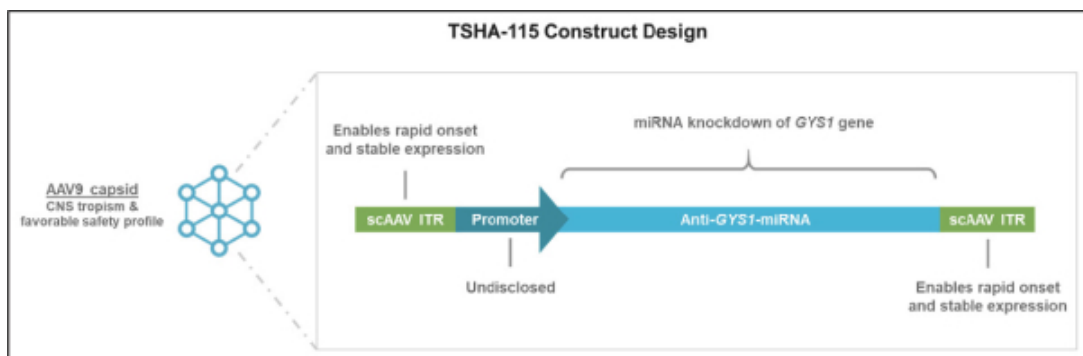 TSHA-115 Construct Design
Enables rapid onset
and stable expression
miRNA knockdown of GYS1 gene
AAV9 capsid
CNS tropism &
favorable safety profile
scAAV ITR
Promoter
Anti-GYS1-miRNA
scAAV ITR
Undisclosed
Enables rapid onset
and stable expression